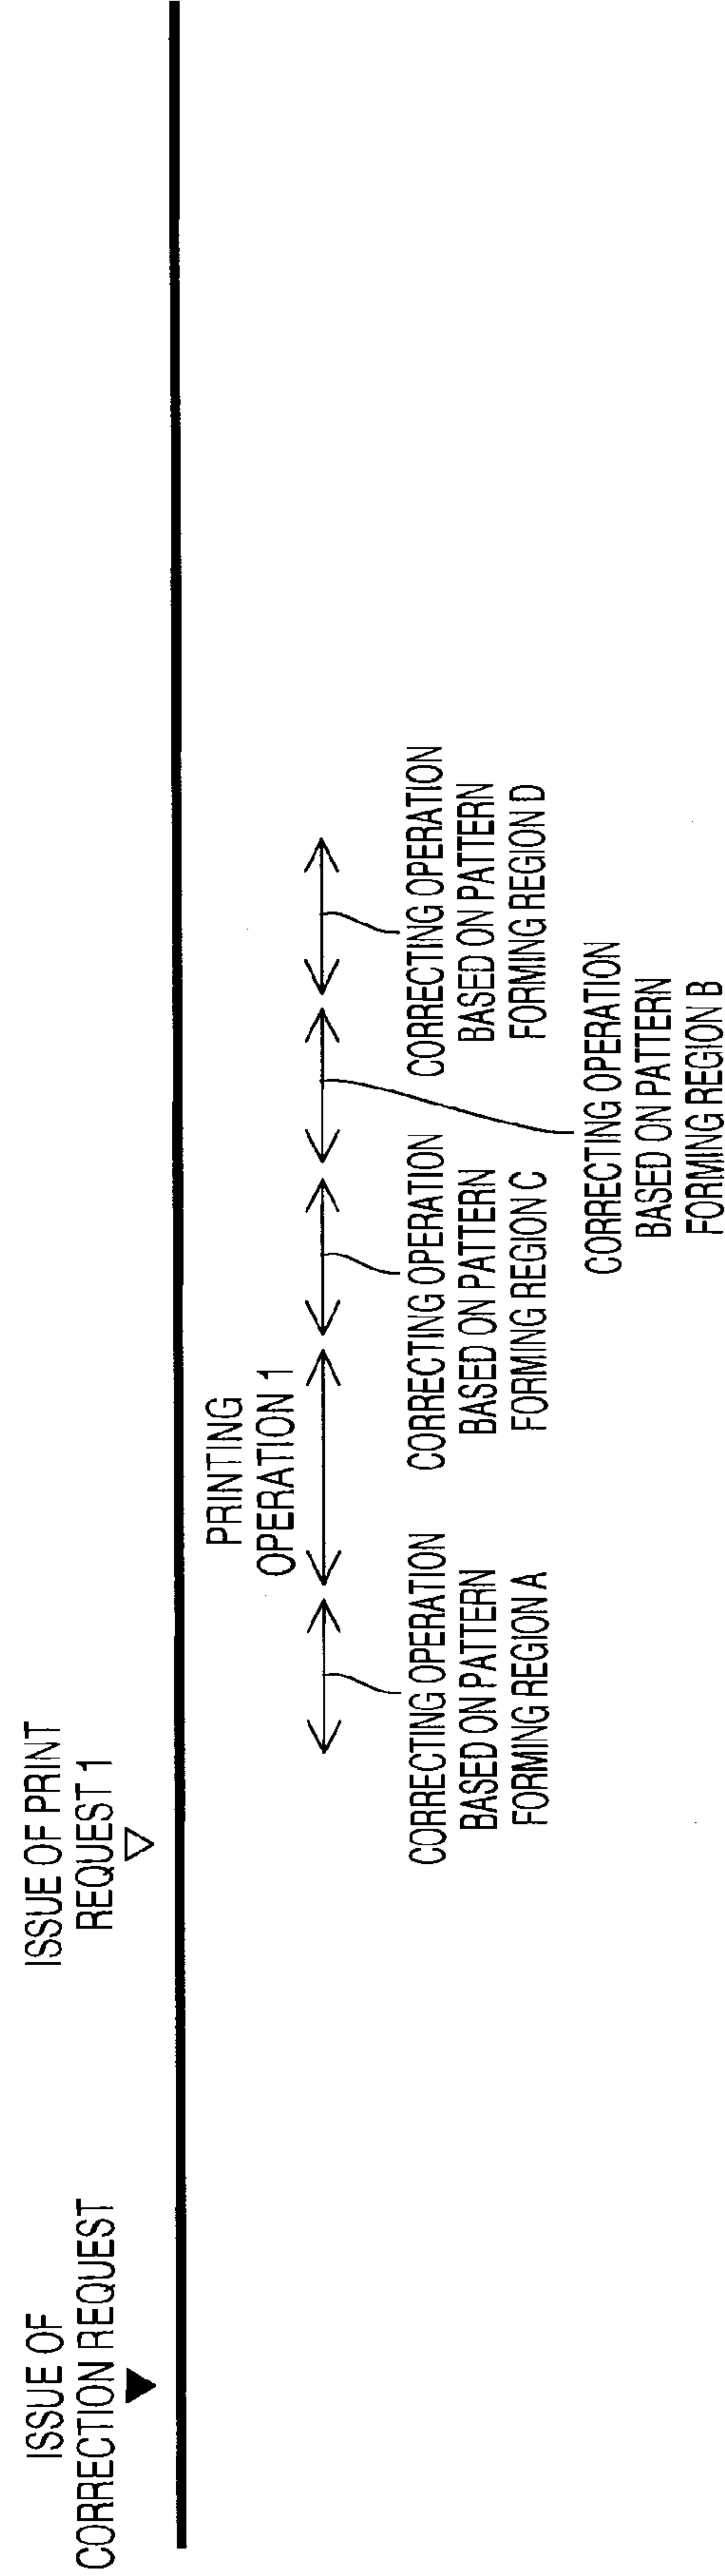 ISSUE OF
CORRECTION REQUEST
ISSUE OF PRINT
REQUEST 1
PRINTING
OPERATION 1
CORRECTING OPERATION
BASED ON PATTERN
FORMING REGION A
CORRECTING OPERATION
BASED ON PATTERN
FORMING REGION C
CORRECTING OPERATION
BASED ON PATTERN
FORMING REGION B
CORRECTING OPERATION
BASED ON PATTERN
FORMING REGION D